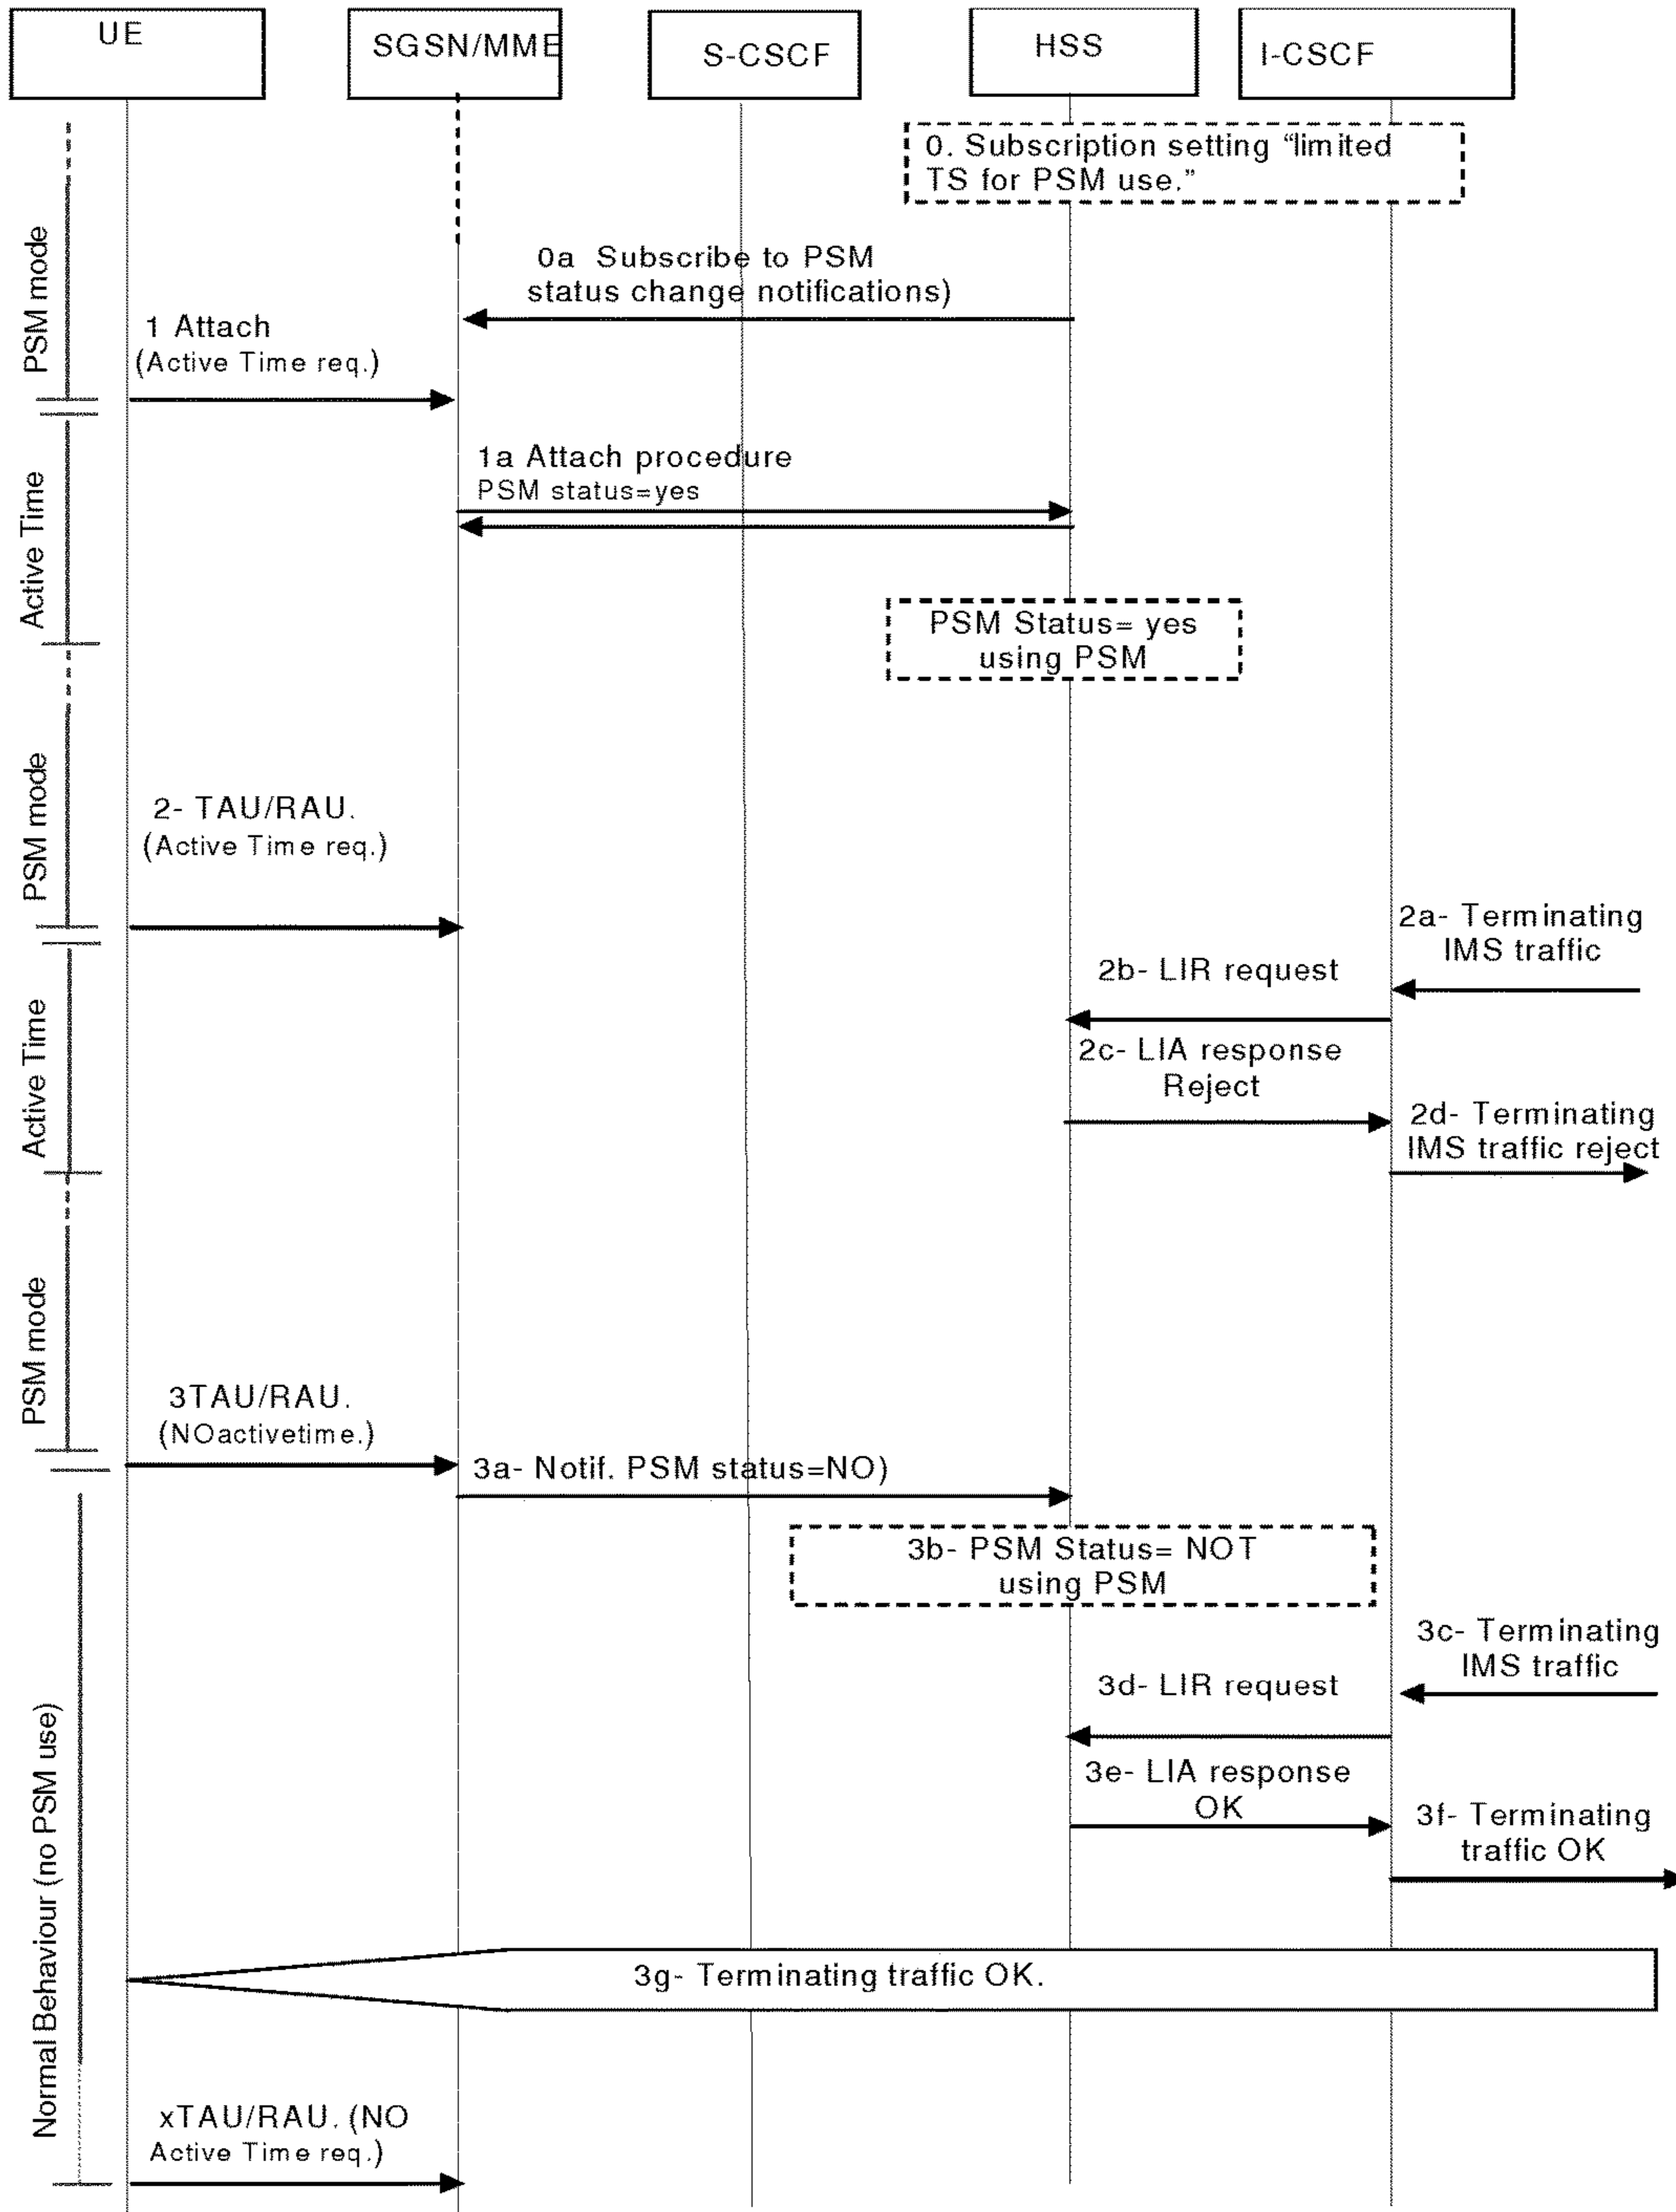 UE
SGSN/MME
S-CSCF
HSS
I-CSCF
0. Subscription setting “limited
TS for PSM use.”
PSM mode
0a Subscribe to PSM
status change notifications)
1 Attach
(Active Time req.)
Active Time
1a Attach procedure
PSM status=yes
PSM Status= yes
using PSM
PSM mode
2- TAU/RAU.
(Active Time req.)
2a- Terminating
IMS traffic
2b- LIR request
Active Time
2c- LIA response
Reject
2d- Terminating
IMS traffic reject
PSM mode
3TAU/RAU.
(NOactivetime.)
3a- Notif. PSM status=NO)
3b- PSM Status= NOT
using PSM
3c- Terminating
IMS traffic
3d- LIR request
3e- LIA response
OK
3f- Terminating
traffic OK
Normal Behaviour (no PSM use)
3g- Terminating traffic OK.
xTAU/RAU. (NO
Active Time req.)